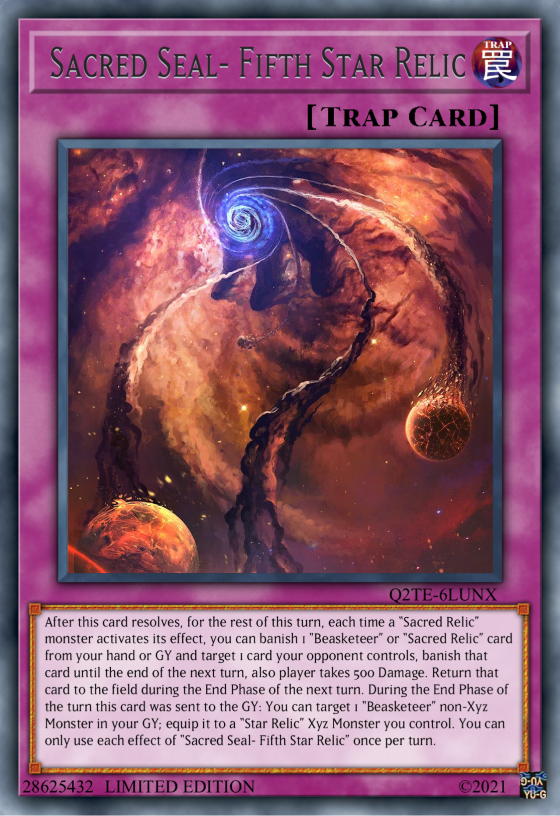 Sacred Seal- Fifth Star Relic
TRAP
罠
[Trap Card]
Q2TE-6LUNX
After this card resolves, for the rest of this turn, each time a "Sacred Relic"
monster activates its effect, you can banish 1 "Beasketeer" or "Sacred Relic" card
from your hand or GY and target 1 card your opponent controls, banish that
card until the end of the next turn, also player takes 500 Damage. Return that
card to the field during the End Phase of the next turn. During the End Phase of
the turn this card was sent to the GY: You can target 1 "Beasketeer" non-Xyz
Monster in your GY; equip it to a "Star Relic" Xyz Monster you control. You can
only use each effect of "Sacred Seal- Fifth Star Relic" once per turn.
28625432 LIMITED EDITION
©2021
YU-G
YU-G